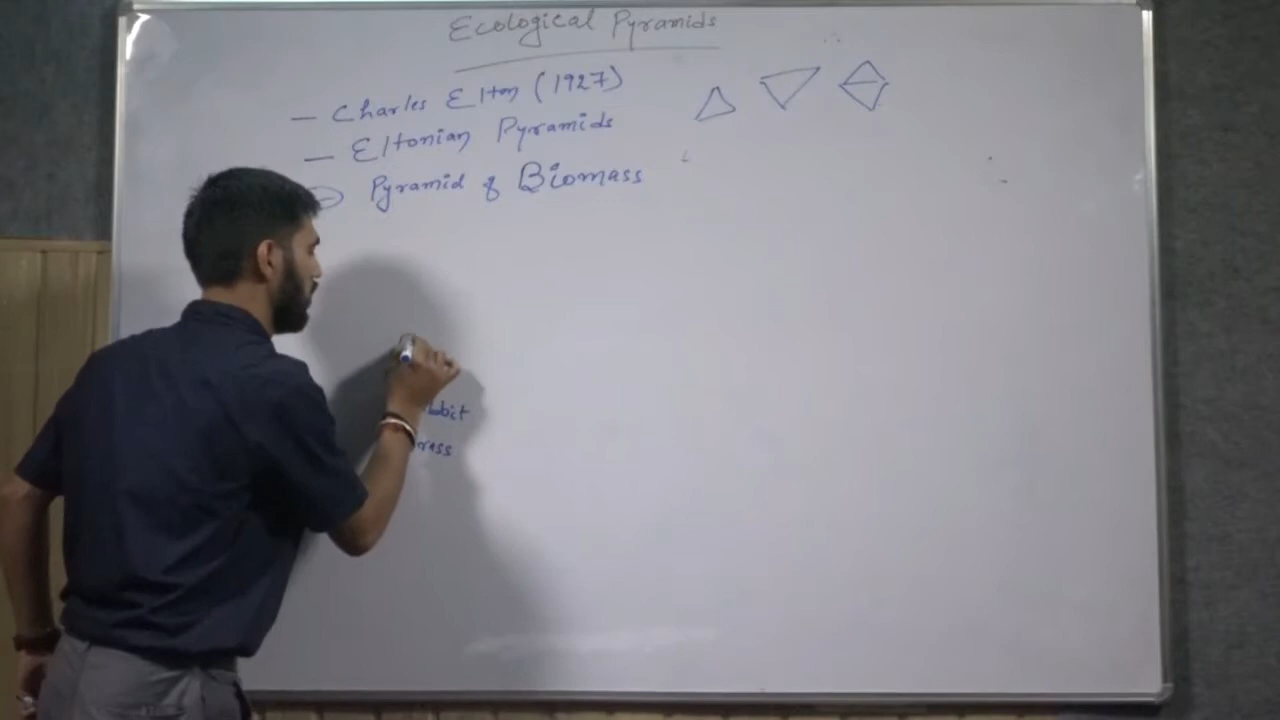 Ecological Pyramids
— Charles Elton (1927)
— Eltonian Pyramids
Pyramid of Biomass